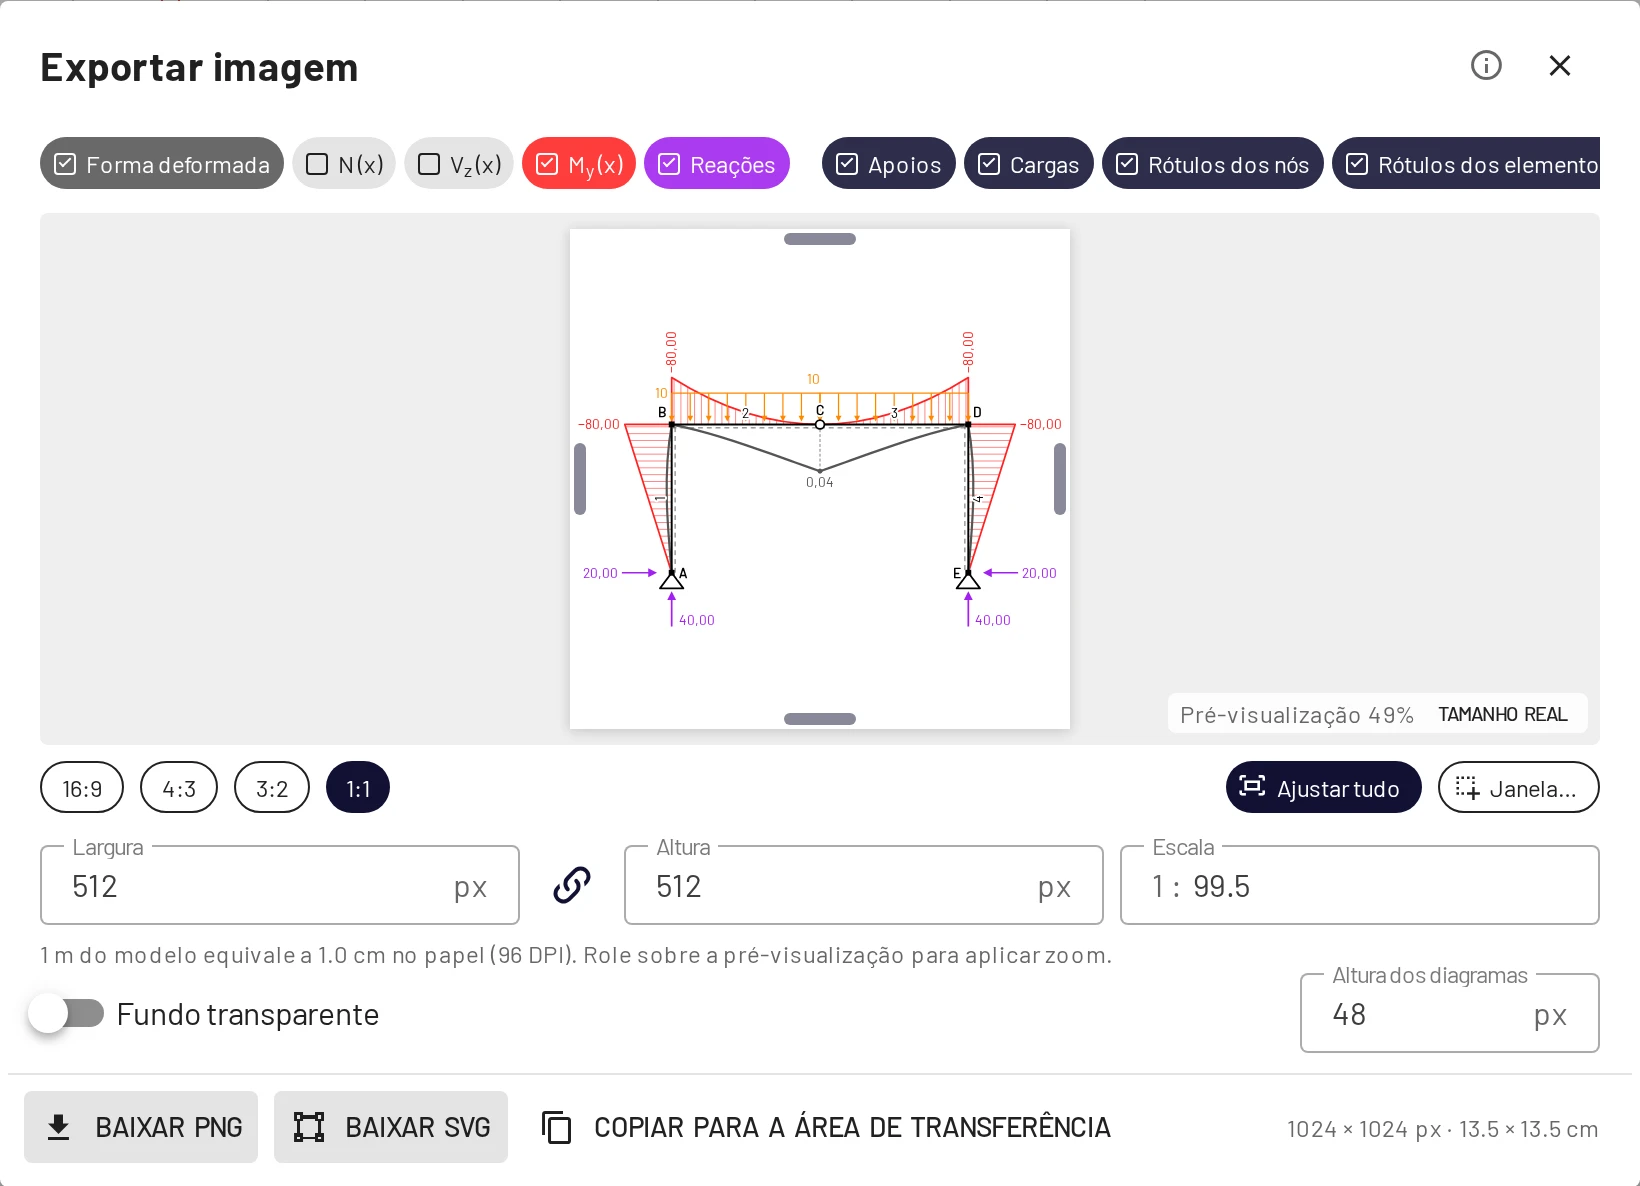 Exportar imagem
Forma deformada
N(x)
Vz(x)
My(x)
Reações
Apoios
Cargas
Rótulos dos nós
Rótulos dos elemento
-80,00
-80,00
10
10
B
2
C
3
D
-80,00
-80,00
0,04
1
4
20,00
A
E
20,00
40,00
40,00
Pré-visualização 49%
TAMANHO REAL
16:9
4:3
3:2
1:1
Ajustar tudo
Janela...
Largura
512 px
Altura
512 px
Escala
1 : 99.5
1 m do modelo equivale a 1.0 cm no papel (96 DPI). Role sobre a pré-visualização para aplicar zoom.
Fundo transparente
Altura dos diagramas
48 px
BAIXAR PNG
BAIXAR SVG
COPIAR PARA A ÁREA DE TRANSFERÊNCIA
1024 × 1024 px · 13.5 × 13.5 cm